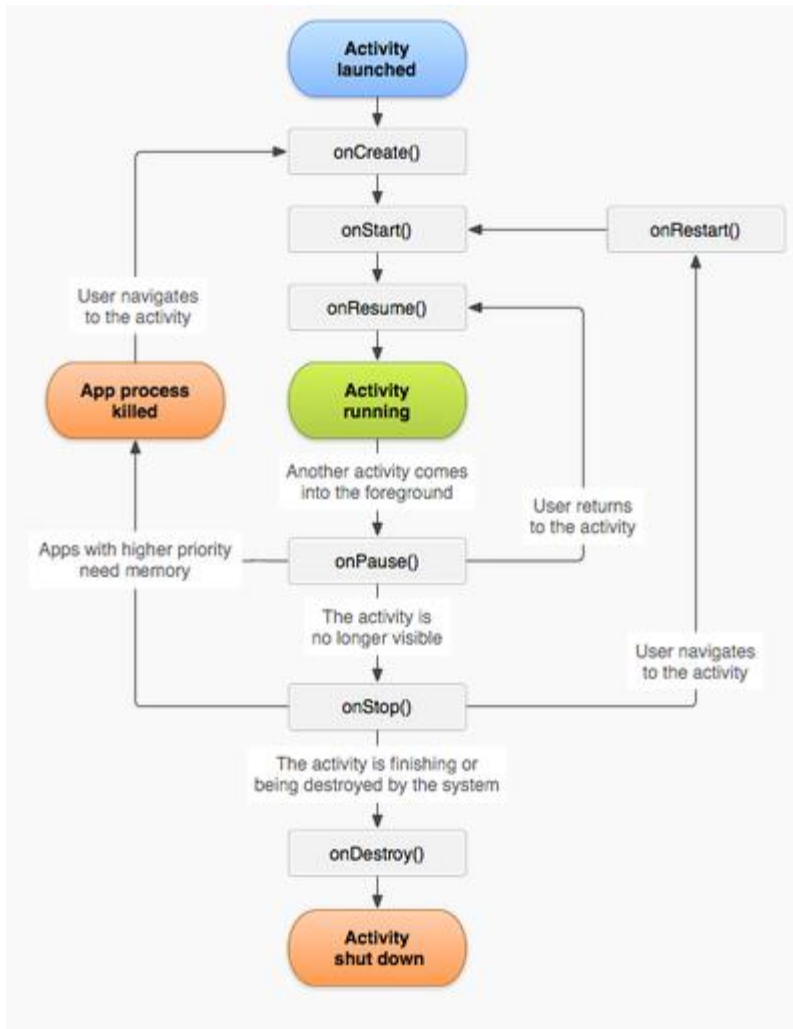 Activity
launched
onCreate()
onStart()
onRestart()
User navigates
to the activity
onResume()
App process
killed
Activity
running
Another activity comes
into the foreground
User returns
to the activity
Apps with higher priority
need memory
onPause()
The activity is
no longer visible
User navigates
to the activity
onStop()
The activity is finishing or
being destroyed by the system
onDestroy()
Activity
shut down